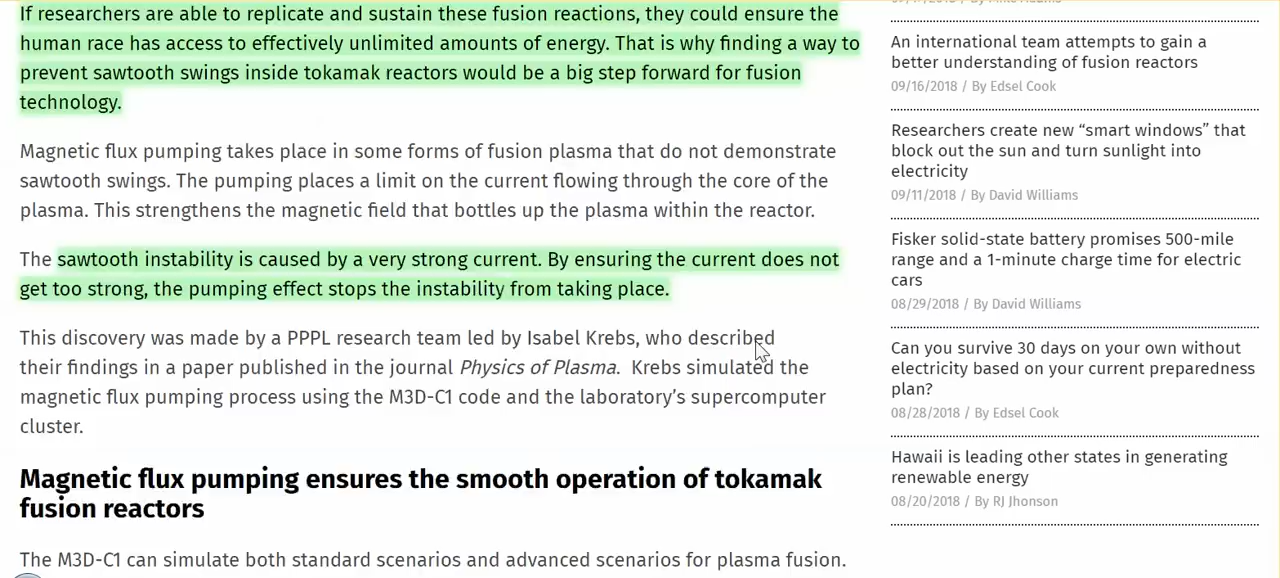 If researchers are able to replicate and sustain these fusion reactions, they could ensure the
human race has access to effectively unlimited amounts of energy. That is why finding a way to
prevent sawtooth swings inside tokamak reactors would be a big step forward for fusion
technology.
Magnetic flux pumping takes place in some forms of fusion plasma that do not demonstrate
sawtooth swings. The pumping places a limit on the current flowing through the core of the
plasma. This strengthens the magnetic field that bottles up the plasma within the reactor.
The sawtooth instability is caused by a very strong current. By ensuring the current does not
get too strong, the pumping effect stops the instability from taking place.
This discovery was made by a PPPL research team led by Isabel Krebs, who described
their findings in a paper published in the journal Physics of Plasma. Krebs simulated the
magnetic flux pumping process using the M3D-C1 code and the laboratory’s supercomputer
cluster.
Magnetic flux pumping ensures the smooth operation of tokamak
fusion reactors
The M3D-C1 can simulate both standard scenarios and advanced scenarios for plasma fusion.
An international team attempts to gain a
better understanding of fusion reactors
09/16/2018 / By Edsel Cook
Researchers create new “smart windows” that
block out the sun and turn sunlight into
electricity
09/11/2018 / By David Williams
Fisker solid-state battery promises 500-mile
range and a 1-minute charge time for electric
cars
08/29/2018 / By David Williams
Can you survive 30 days on your own without
electricity based on your current preparedness
plan?
08/28/2018 / By Edsel Cook
Hawaii is leading other states in generating
renewable energy
08/20/2018 / By RJ Jhonson